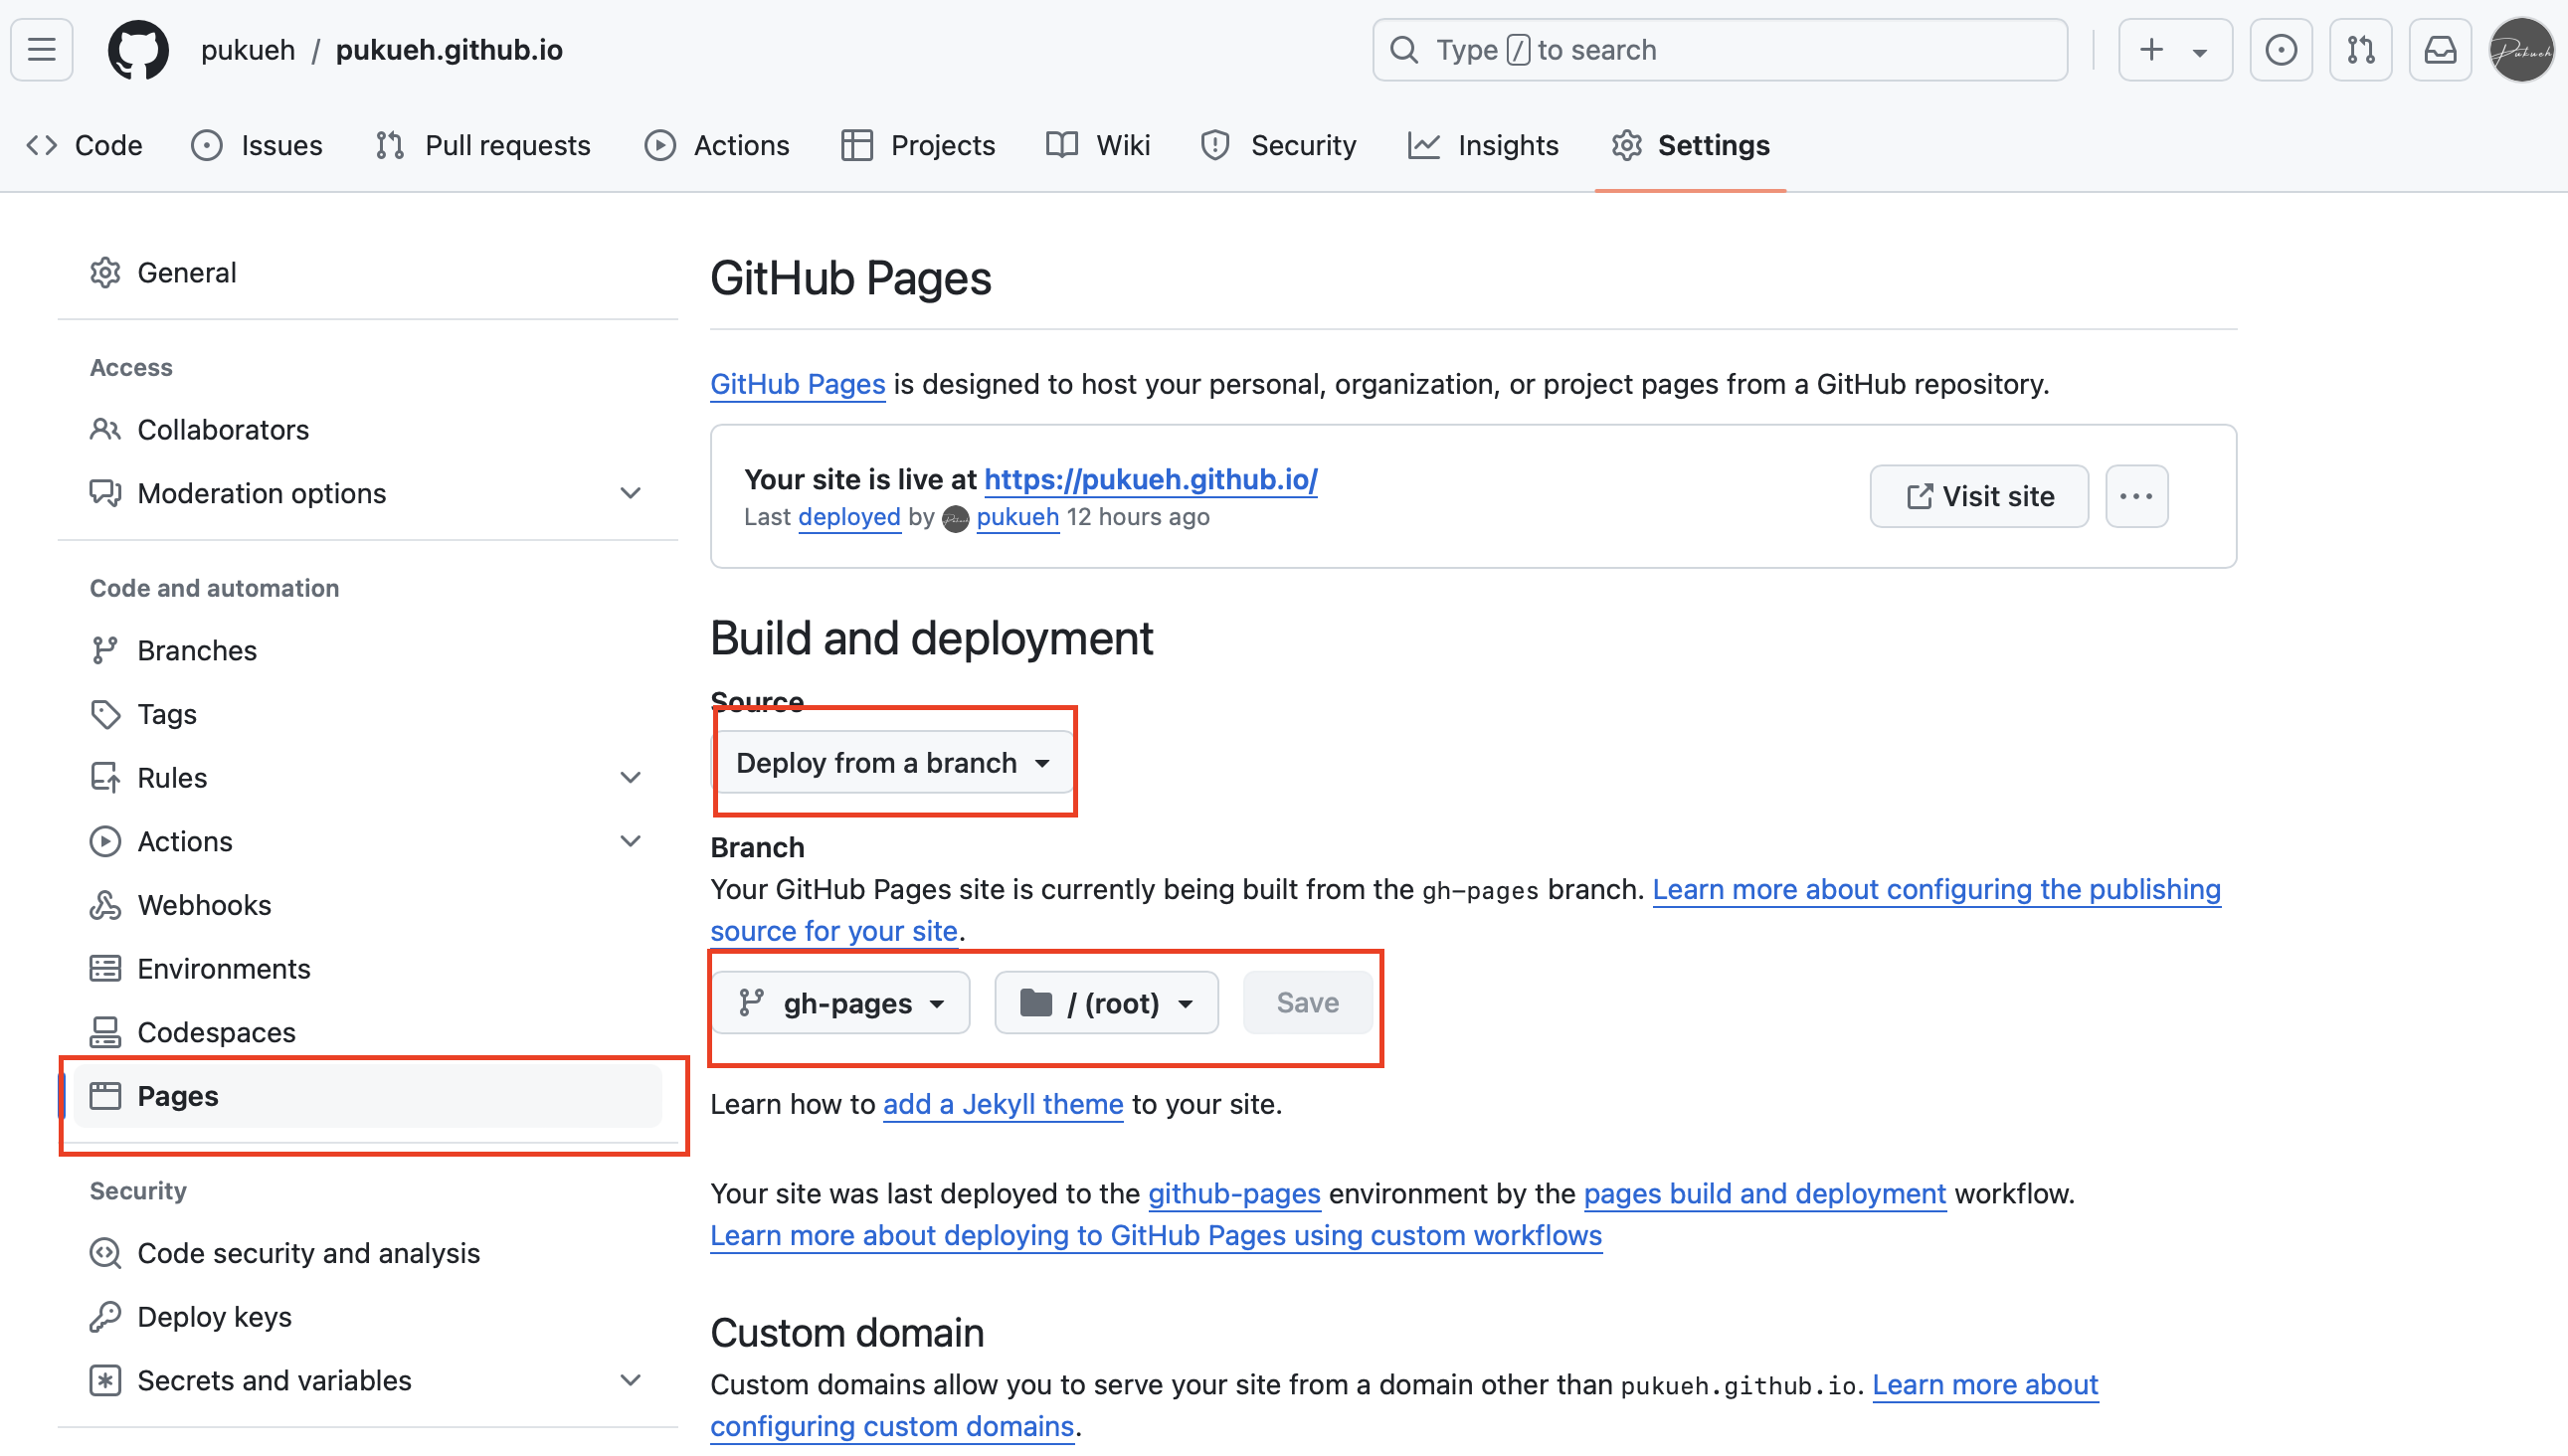 pukueh / pukueh.github.io
Type / to search
Code
Issues
Pull requests
Actions
Projects
Wiki
Security
Insights
Settings
General
Access
Collaborators
Moderation options
Code and automation
Branches
Tags
Rules
Actions
Webhooks
Environments
Codespaces
Pages
Security
Code security and analysis
Deploy keys
Secrets and variables
GitHub Pages
GitHub Pages is designed to host your personal, organization, or project pages from a GitHub repository.
Your site is live at https://pukueh.github.io/
Last deployed by pukueh 12 hours ago
Visit site
Build and deployment
Source
Deploy from a branch
Branch
Your GitHub Pages site is currently being built from the gh-pages branch. Learn more about configuring the publishing
source for your site.
gh-pages
/ (root)
Save
Learn how to add a Jekyll theme to your site.
Your site was last deployed to the github-pages environment by the pages build and deployment workflow.
Learn more about deploying to GitHub Pages using custom workflows
Custom domain
Custom domains allow you to serve your site from a domain other than pukueh.github.io. Learn more about
configuring custom domains.
Pukueh